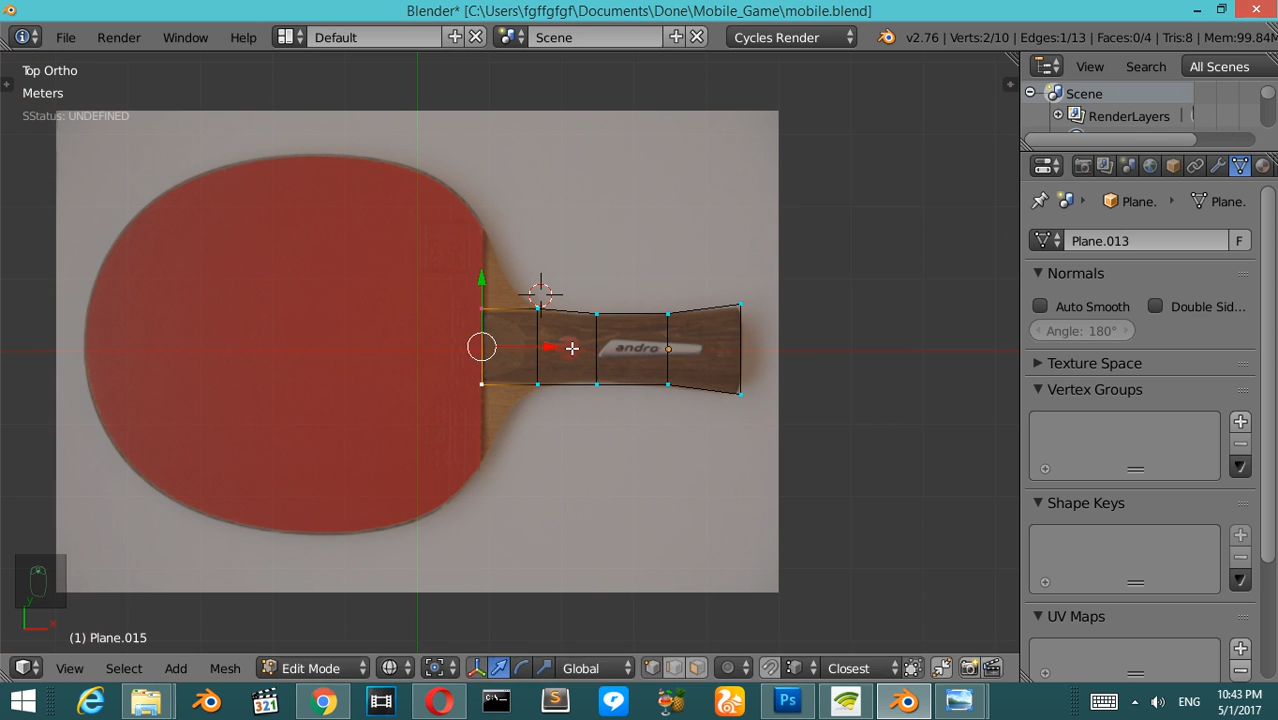 Blender* [C:\Users\fgffgfgf\Documents\Done\Mobile_Game\mobile.blend]
File Render Window Help Default Scene Cycles Render v2.76 | Verts:2/10 | Edges:1/13 | Faces:0/4 | Tris:8 | Mem:99.84M
Top Ortho
Meters
SStatus: UNDEFINED
View Search All Scenes
Scene
RenderLayers
Plane. Plane.
Plane.013 F
Normals
Auto Smooth Double Sid..
Angle: 180°
Texture Space
Vertex Groups
Shape Keys
UV Maps
andro
y
x
(1) Plane.015
View Select Add Mesh Edit Mode Global Closest
321 Ps ENG
10:43 PM
5/1/2017